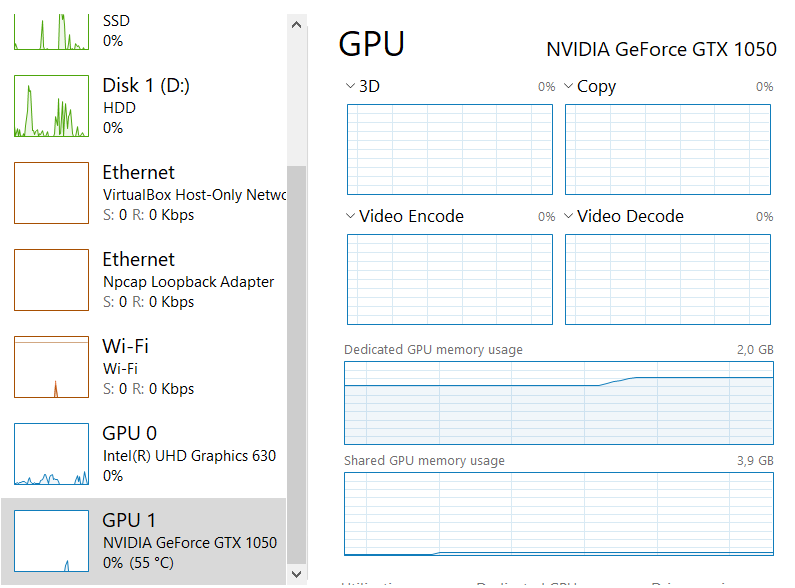 SSD
0%
Disk 1 (D:)
HDD
0%
Ethernet
VirtualBox Host-Only Netwo
S: 0 R: 0 Kbps
Ethernet
Npcap Loopback Adapter
S: 0 R: 0 Kbps
Wi-Fi
Wi-Fi
S: 0 R: 0 Kbps
GPU 0
Intel(R) UHD Graphics 630
0%
GPU 1
NVIDIA GeForce GTX 1050
0% (55 °C)
GPU NVIDIA GeForce GTX 1050
3D 0% Copy 0%
Video Encode 0% Video Decode 0%
Dedicated GPU memory usage 2,0 GB
Shared GPU memory usage 3,9 GB